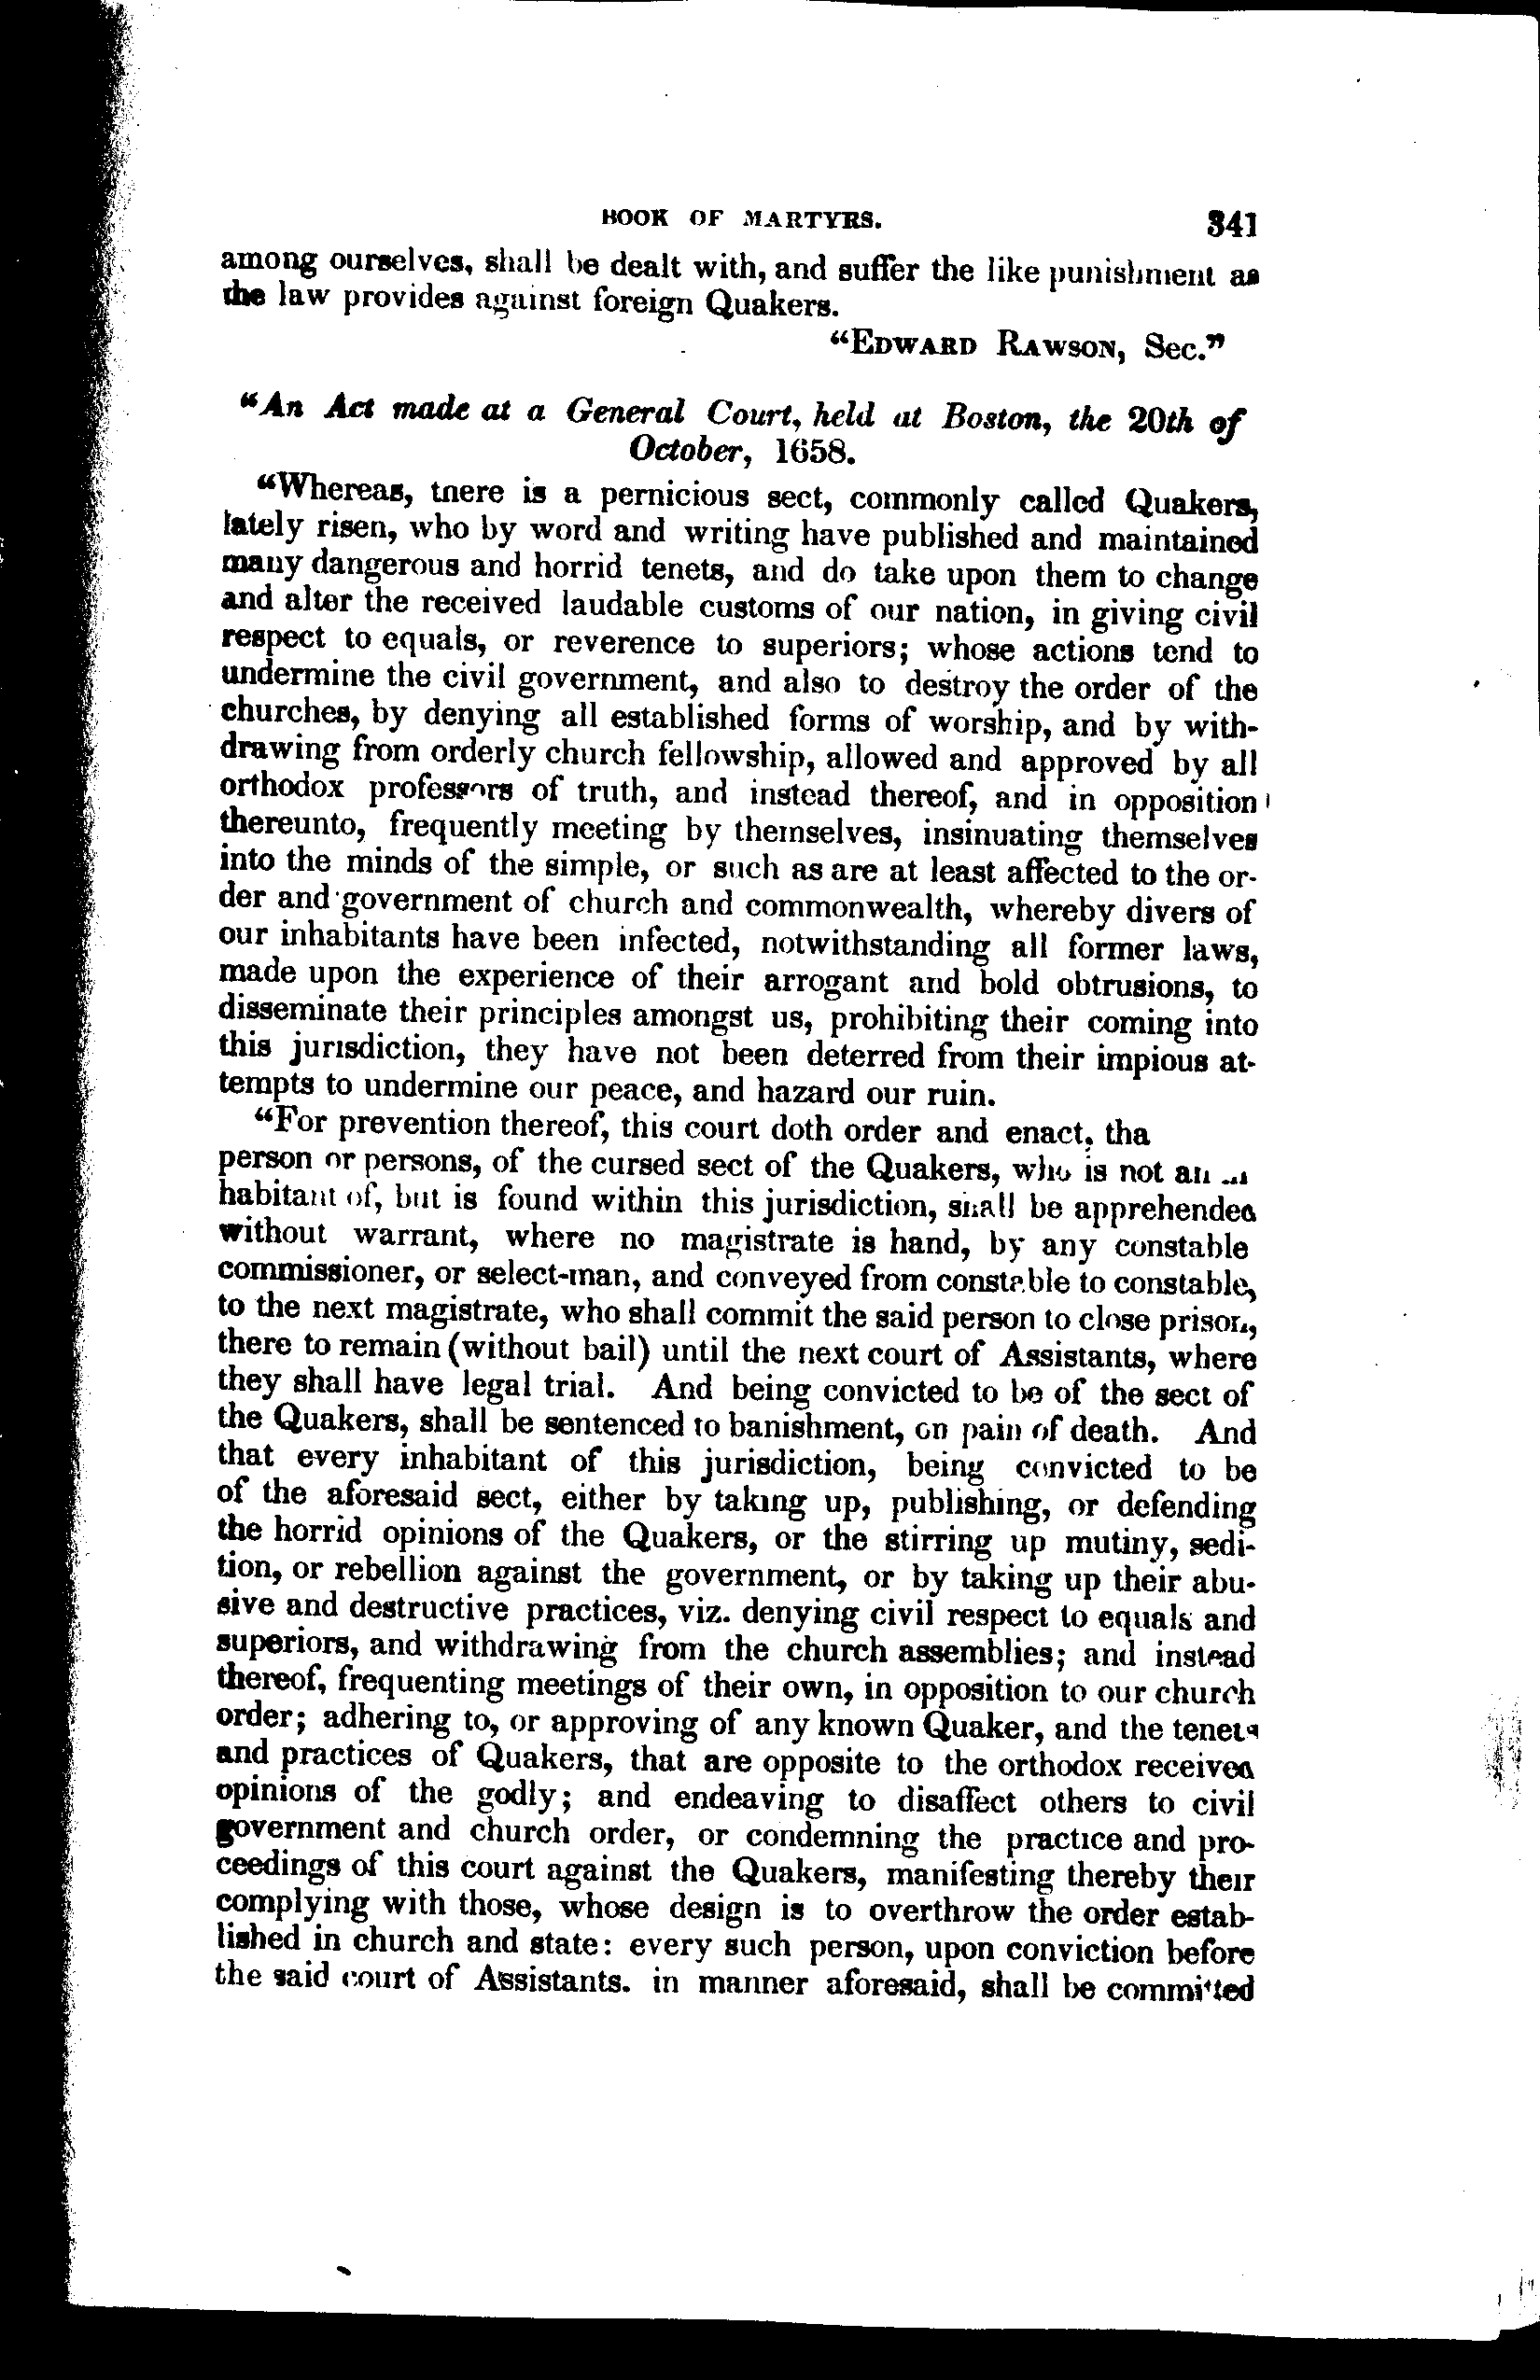 BOOK OF MARTYRS. 341
among ourselves, shall be dealt with, and suffer the like punishment as
the law provides against foreign Quakers.
“EDWARD RAWSON, Sec.”
“An Act made at a General Court, held at Boston, the 20th of
October, 1658.
“Whereas, tnere is a pernicious sect, commonly called Quakers,
lately risen, who by word and writing have published and maintained
many dangerous and horrid tenets, and do take upon them to change
and alter the received laudable customs of our nation, in giving civil
respect to equals, or reverence to superiors; whose actions tend to
undermine the civil government, and also to destroy the order of the
churches, by denying all established forms of worship, and by with-
drawing from orderly church fellowship, allowed and approved by all
orthodox professors of truth, and instead thereof, and in opposition
thereunto, frequently meeting by themselves, insinuating themselves
into the minds of the simple, or such as are at least affected to the or-
der and government of church and commonwealth, whereby divers of
our inhabitants have been infected, notwithstanding all former laws,
made upon the experience of their arrogant and bold obtrusions, to
disseminate their principles amongst us, prohibiting their coming into
this jurisdiction, they have not been deterred from their impious at-
tempts to undermine our peace, and hazard our ruin.
“For prevention thereof, this court doth order and enact, tha
person or persons, of the cursed sect of the Quakers, who is not an
habitant of, but is found within this jurisdiction, shall be apprehended
without warrant, where no magistrate is hand, by any constable
commissioner, or select-man, and conveyed from constable to constable,
to the next magistrate, who shall commit the said person to close prison,
there to remain (without bail) until the next court of Assistants, where
they shall have legal trial. And being convicted to be of the sect of
the Quakers, shall be sentenced to banishment, on pain of death. And
that every inhabitant of this jurisdiction, being convicted to be
of the aforesaid sect, either by taking up, publishing, or defending
the horrid opinions of the Quakers, or the stirring up mutiny, sedi-
tion, or rebellion against the government, or by taking up their abu-
sive and destructive practices, viz. denying civil respect to equals and
superiors, and withdrawing from the church assemblies; and instead
thereof, frequenting meetings of their own, in opposition to our church
order; adhering to, or approving of any known Quaker, and the tenets
and practices of Quakers, that are opposite to the orthodox received
opinions of the godly; and endeaving to disaffect others to civil
government and church order, or condemning the practice and pro-
ceedings of this court against the Quakers, manifesting thereby their
complying with those, whose design is to overthrow the order estab-
lished in church and state: every such person, upon conviction before
the said court of Assistants. in manner aforesaid, shall be committed